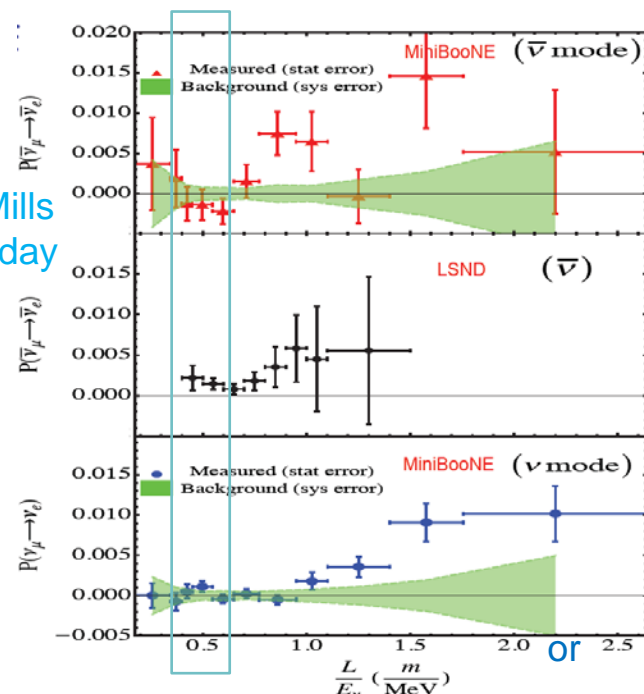 0.020
MiniBooNE (ν̄ mode)
Measured (stat error)
Background (sys error)
0.015
0.010
0.005
0.000
P(ν̄μ→ν̄e)
Mills
day
LSND (ν̄)
0.015
0.010
0.005
0.000
P(ν̄μ→ν̄e)
MiniBooNE (ν mode)
Measured (stat error)
Background (sys error)
0.015
0.010
0.005
0.000
−0.005
P(νμ→νe)
0.5 1.0 1.5 2.0 2.5
or
L/Eν (m/MeV)